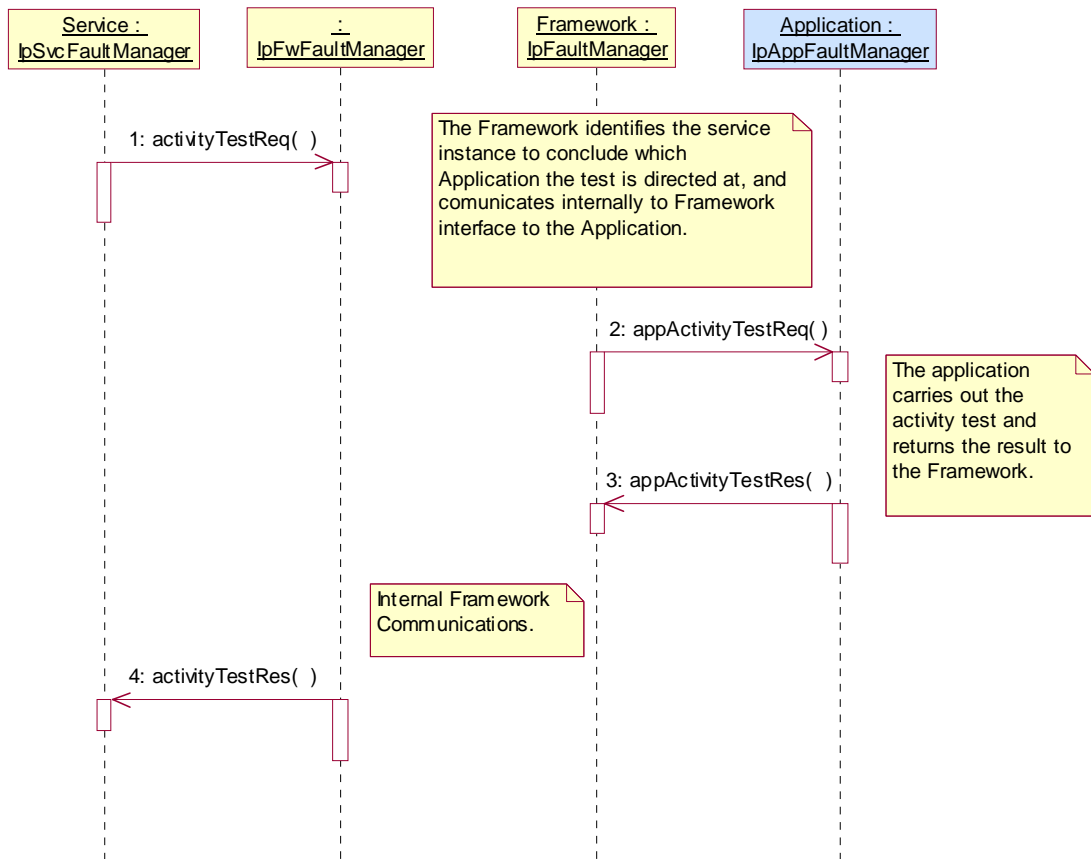 Service :
IpSvcFaultManager
:
IpFwFaultManager
Framework :
IpFaultManager
Application :
IpAppFaultManager
1: activityTestReq(  )
The Framework identifies the service
instance to conclude which
Application the test is directed at, and
comunicates internally to Framework
interface to the Application.
2: appActivityTestReq( )
The application
carries out the
activity test and
returns the result to
the Framework.
3: appActivityTestRes(  )
Internal Framework
Communications.
4: activityTestRes(  )